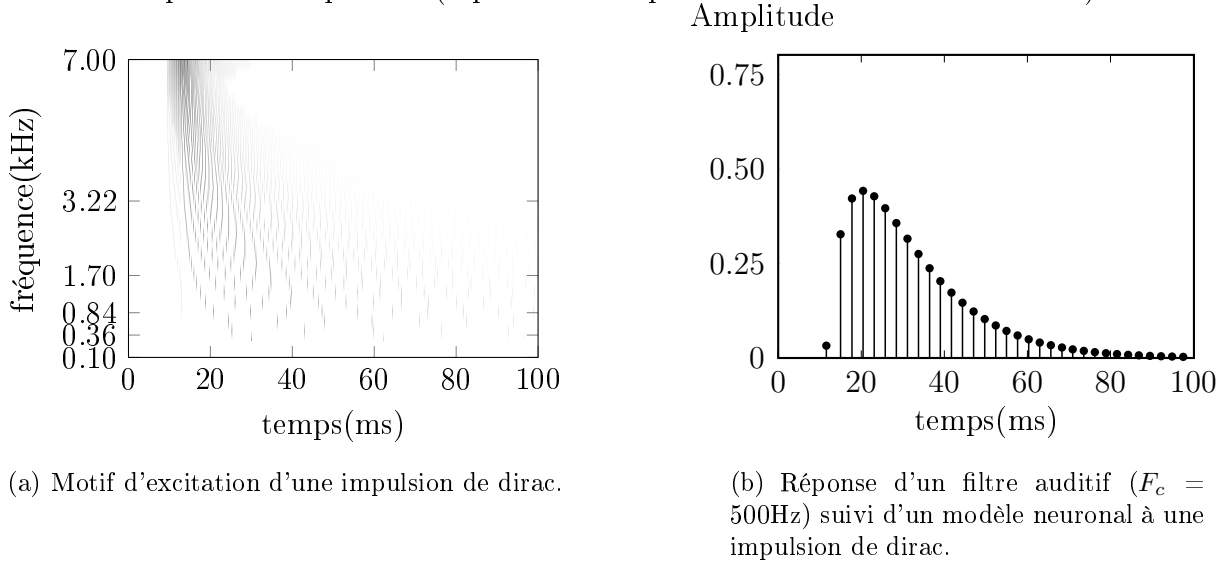 Amplitude
7.00
3.22
1.70
0.84
0.36
0.10
fréquence(kHz)
0 20 40 60 80 100
temps(ms)
(a) Motif d'excitation d'une impulsion de dirac.
0.75
0.50
0.25
0
0 20 40 60 80 100
temps(ms)
(b) Réponse d'un filtre auditif (Fc =
500Hz) suivi d'un modèle neuronal à une
impulsion de dirac.